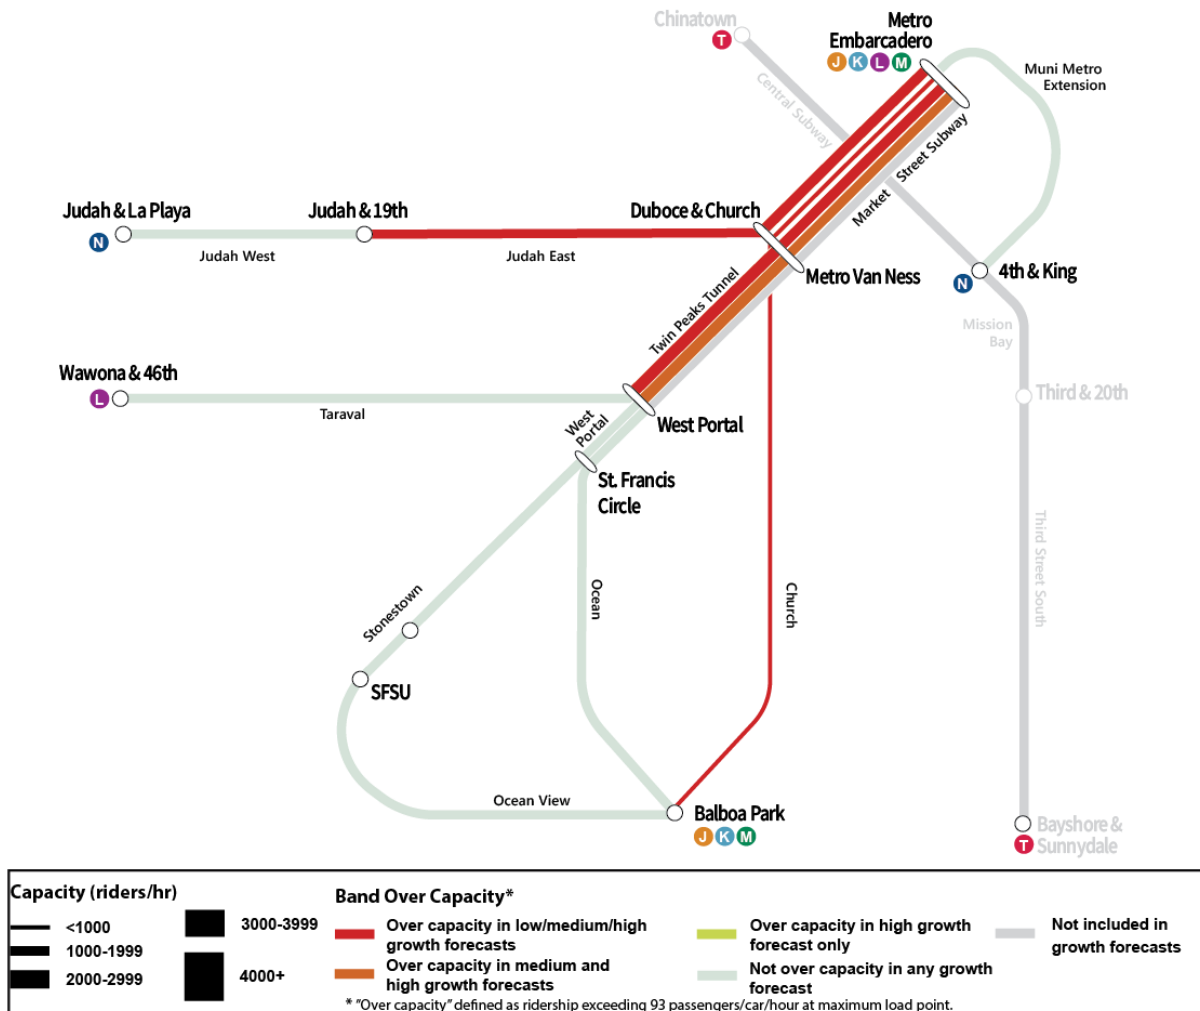 Chinatown
T
Metro
Embarcadero
J K L M
Muni Metro
Extension
Central Subway
Market Street Subway
Judah & La Playa
N
Judah & 19th
Duboce & Church
Judah West
Judah East
Metro Van Ness
4th & King
N
Mission
Bay
Twin Peaks Tunnel
Wawona & 46th
L
Taraval
West Portal
West
Portal
Third & 20th
St. Francis
Circle
Stonestown
Ocean
Church
Third Street South
SFSU
Ocean View
Balboa Park
J K M
Bayshore &
Sunnydale
T
Capacity (riders/hr)
<1000
1000-1999
2000-2999
3000-3999
4000+
Band Over Capacity*
Over capacity in low/medium/high
growth forecasts
Over capacity in medium and
high growth forecasts
Over capacity in high growth
forecast only
Not over capacity in any growth
forecast
Not included in
growth forecasts
* "Over capacity" defined as ridership exceeding 93 passengers/car/hour at maximum load point.